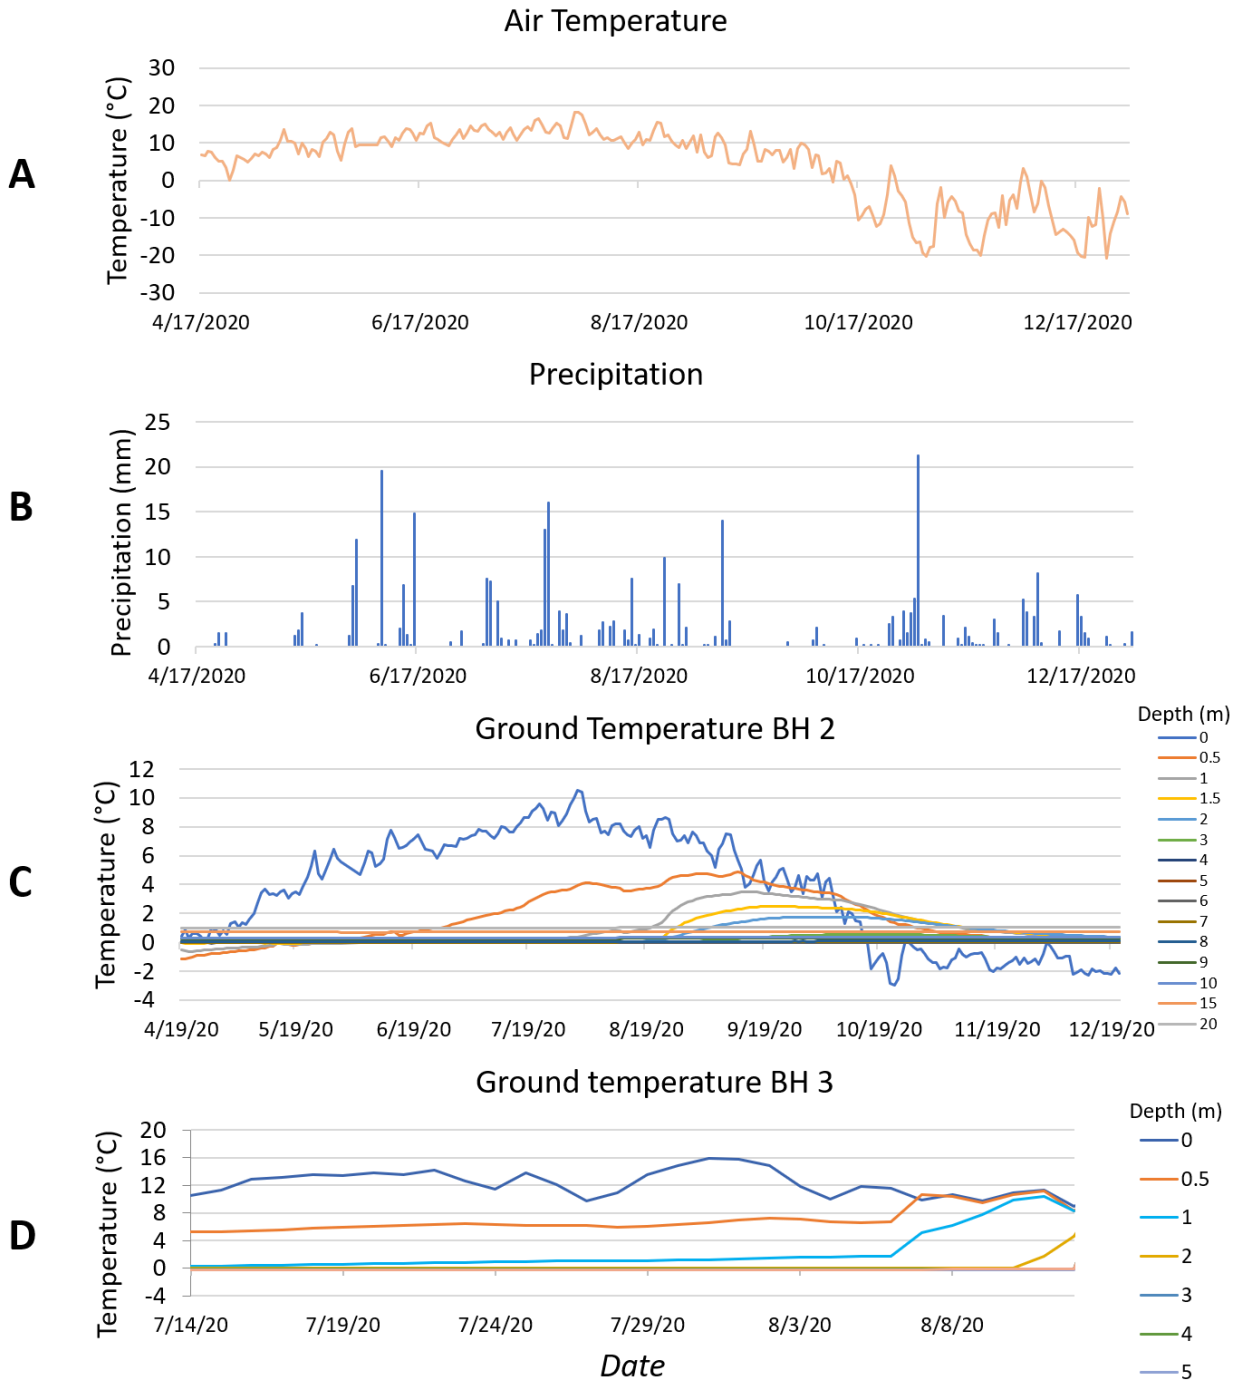 Air Temperature
A
Temperature (°C)
30
20
10
0
-10
-20
-30
4/17/2020 6/17/2020 8/17/2020 10/17/2020 12/17/2020
Precipitation
B
Precipitation (mm)
25
20
15
10
5
0
4/17/2020 6/17/2020 8/17/2020 10/17/2020 12/17/2020
Ground Temperature BH 2
C
Temperature (°C)
12
10
8
6
4
2
0
-2
-4
4/19/20 5/19/20 6/19/20 7/19/20 8/19/20 9/19/20 10/19/20 11/19/20 12/19/20
Depth (m)
0
0.5
1
1.5
2
3
4
5
6
7
8
9
10
15
20
Ground temperature BH 3
D
Temperature (°C)
20
16
12
8
4
0
-4
7/14/20 7/19/20 7/24/20 7/29/20 8/3/20 8/8/20
Date
Depth (m)
0
0.5
1
2
3
4
5